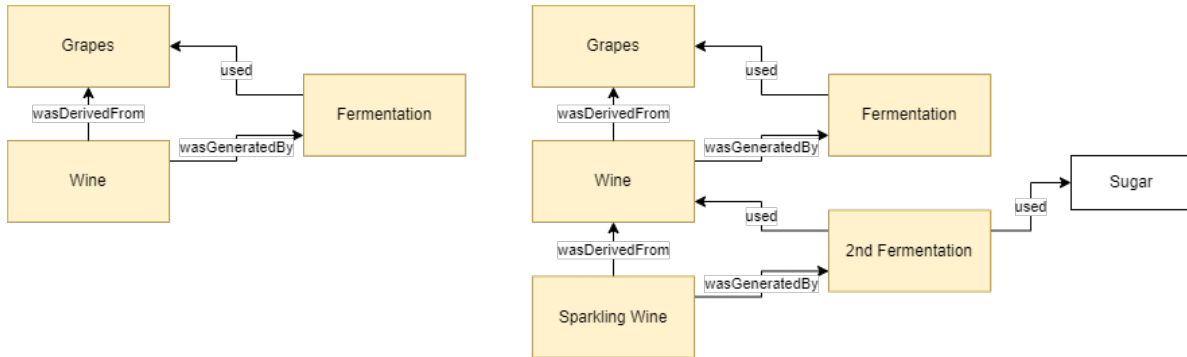 Grapes
used
wasDerivedFrom
Fermentation
wasGeneratedBy
Wine
Grapes
used
wasDerivedFrom
Fermentation
wasGeneratedBy
Wine
Sugar
used
used
wasDerivedFrom
2nd Fermentation
wasGeneratedBy
Sparkling Wine